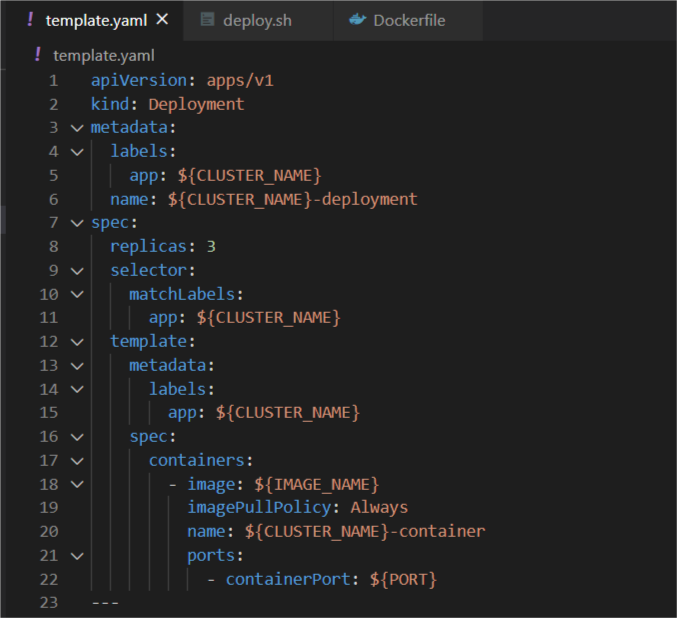 ! template.yaml × deploy.sh Dockerfile
! template.yaml
1 apiVersion: apps/v1
2 kind: Deployment
3 metadata:
4   labels:
5     app: ${CLUSTER_NAME}
6   name: ${CLUSTER_NAME}-deployment
7 spec:
8   replicas: 3
9   selector:
10     matchLabels:
11       app: ${CLUSTER_NAME}
12   template:
13     metadata:
14       labels:
15         app: ${CLUSTER_NAME}
16     spec:
17       containers:
18         - image: ${IMAGE_NAME}
19           imagePullPolicy: Always
20           name: ${CLUSTER_NAME}-container
21           ports:
22             - containerPort: ${PORT}
23 ---